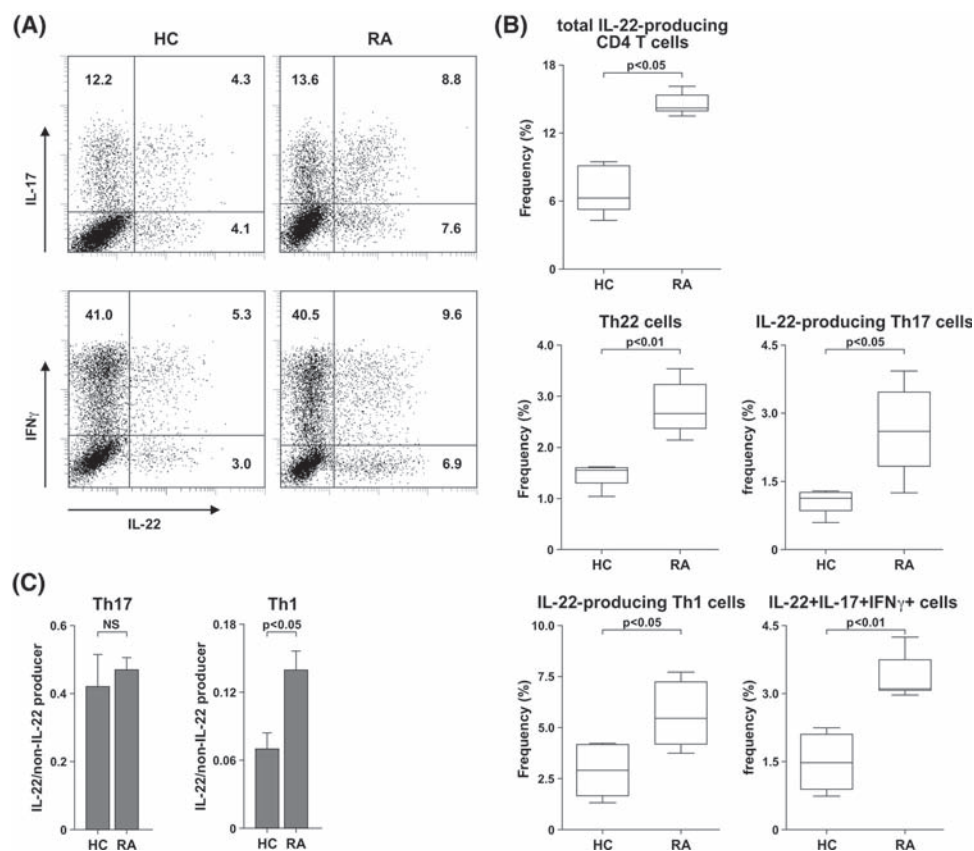 (A)
HC
RA
12.2
4.3
13.6
8.8
IL-17
4.1
7.6
41.0
5.3
40.5
9.6
IFNγ
3.0
6.9
IL-22
(B)
total IL-22-producing
CD4 T cells
p<0.05
Frequency (%)
18
12
6
0
HC
RA
Th22 cells
p<0.01
Frequency (%)
4.0
3.0
2.0
1.0
0
HC
RA
IL-22-producing Th17 cells
p<0.05
frequency (%)
4.5
3.0
1.5
0
HC
RA
IL-22-producing Th1 cells
p<0.05
Frequency (%)
10.0
7.5
5.0
2.5
0
HC
RA
IL-22+IL-17+IFNγ+ cells
p<0.01
frequency (%)
4.5
3.0
1.5
0
HC
RA
(C)
Th17
NS
IL-22/non-IL-22 producer
0.6
0.4
0.2
0
HC
RA
Th1
p<0.05
IL-22/non-IL-22 producer
0.18
0.12
0.06
0
HC
RA